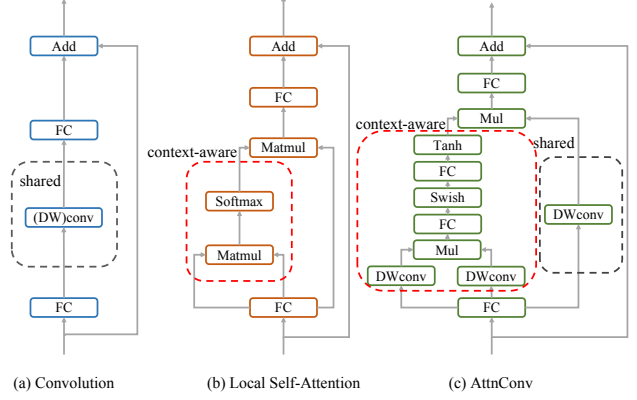 Add
FC
shared
(DW)conv
FC
(a) Convolution
Add
FC
Matmul
context-aware
Softmax
Matmul
FC
(b) Local Self-Attention
Add
FC
Mul
context-aware
Tanh
shared
FC
Swish
DWconv
FC
Mul
DWconv
DWconv
FC
(c) AttnConv